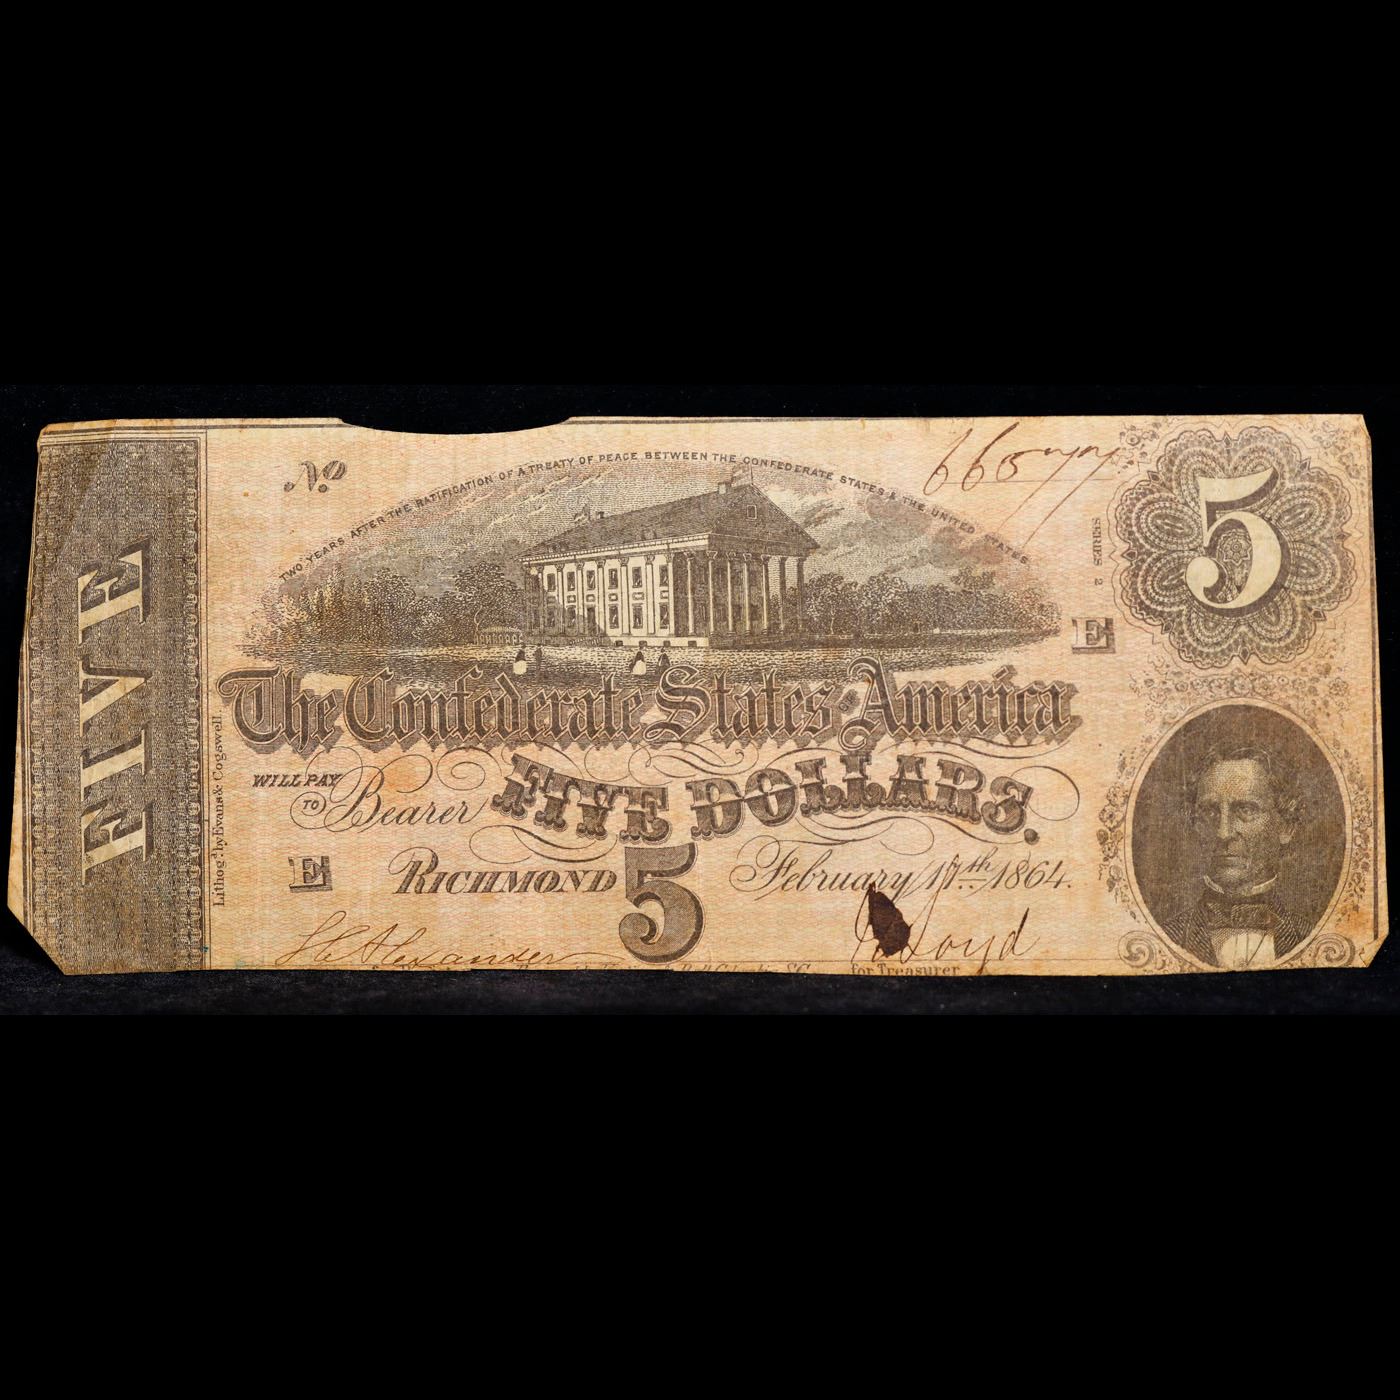 No
TWO YEARS AFTER THE RATIFICATION OF A TREATY OF PEACE BETWEEN THE CONFEDERATE STATES & THE UNITED STATES
5
SERIES 2
E
FIVE
The Confederate States of America
Lithog'd by Evans & Cogswell.
WILL PAY
TO Bearer
FIVE DOLLARS.
E
RICHMOND
5
February 17th 1864.
Alexander
Loyd
for Treasurer